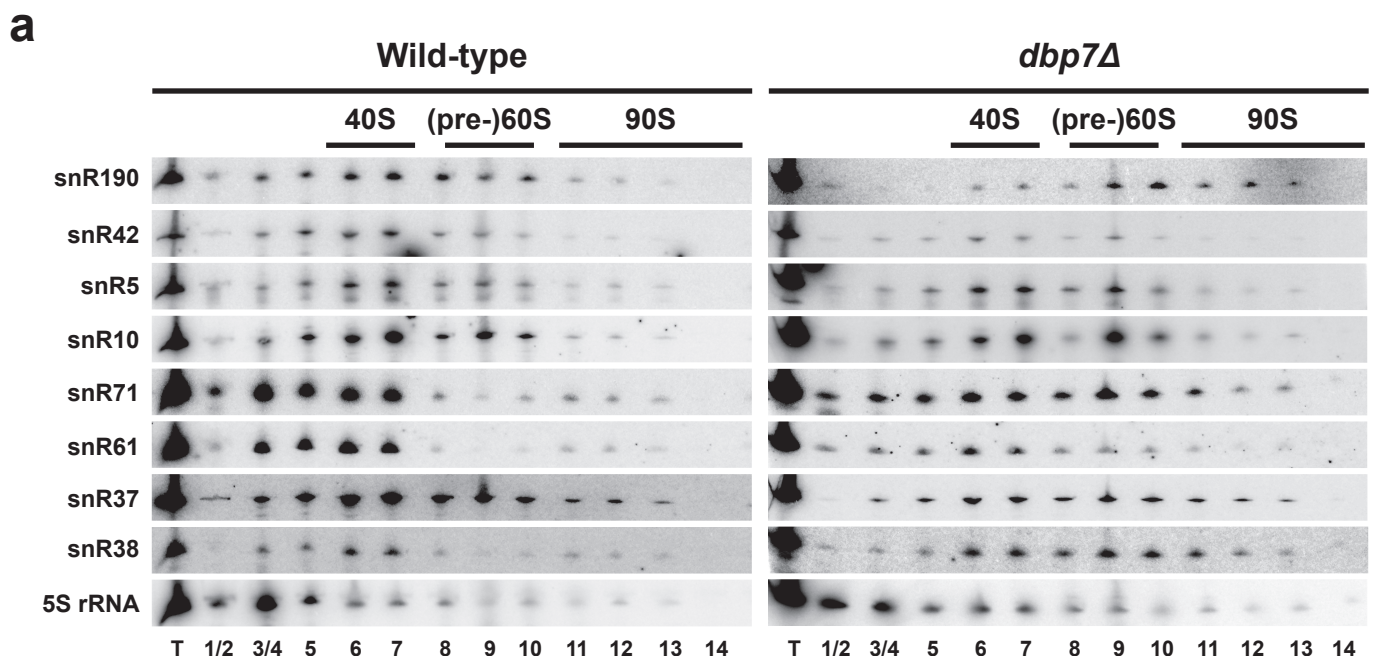 a
Wild-type dbp7Δ
40S (pre-)60S 90S 40S (pre-)60S 90S
snR190
snR42
snR5
snR10
snR71
snR61
snR37
snR38
5S rRNA
T 1/2 3/4 5 6 7 8 9 10 11 12 13 14 T 1/2 3/4 5 6 7 8 9 10 11 12 13 14